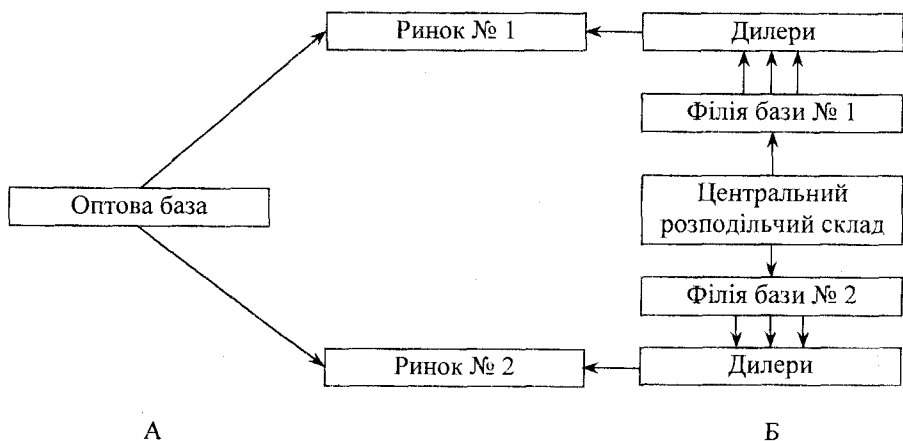 Ринок № 1
Дилери
Філія бази № 1
Оптова база
Центральний
розподільчий склад
Філія бази № 2
Ринок № 2
Дилери
А
Б